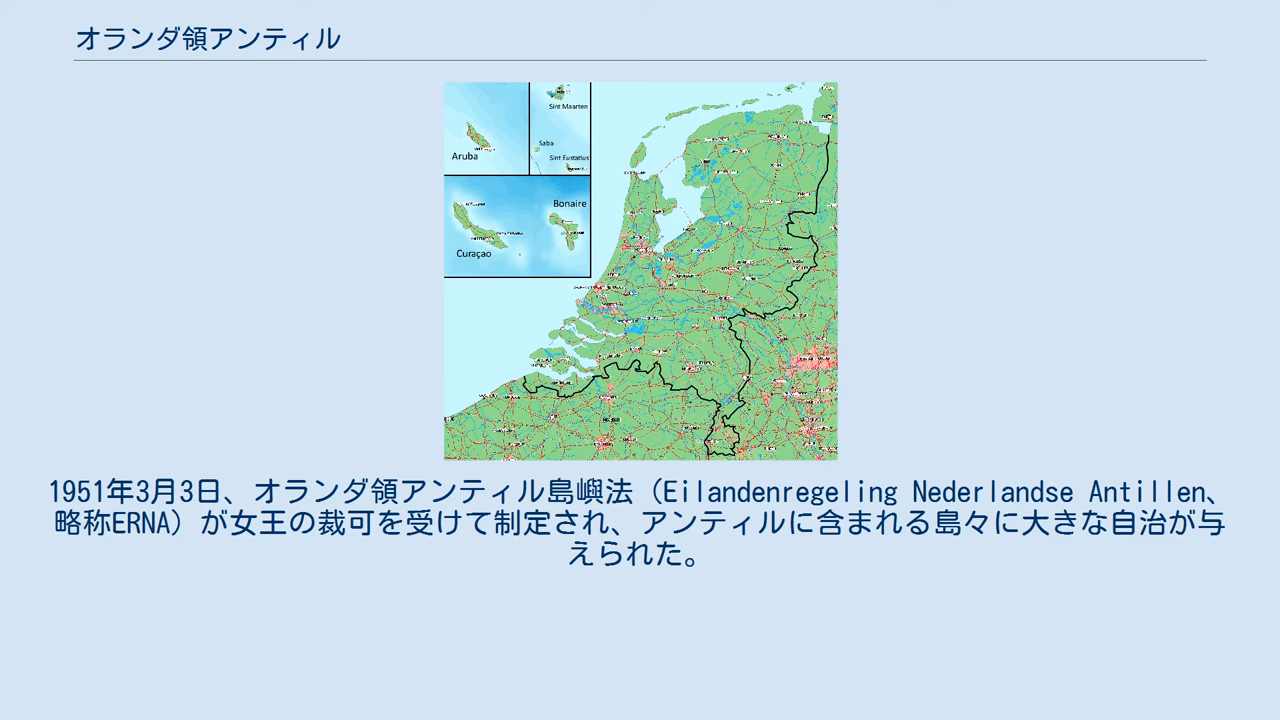 オランダ領アンティル
Sint Maarten
Saba
Aruba
Sint Eustatius
Bonaire
Curaçao
1951年3月3日、オランダ領アンティル島嶼法（Eilandenregeling Nederlandse Antillen、
略称ERNA）が女王の裁可を受けて制定され、アンティルに含まれる島々に大きな自治が与
えられた。